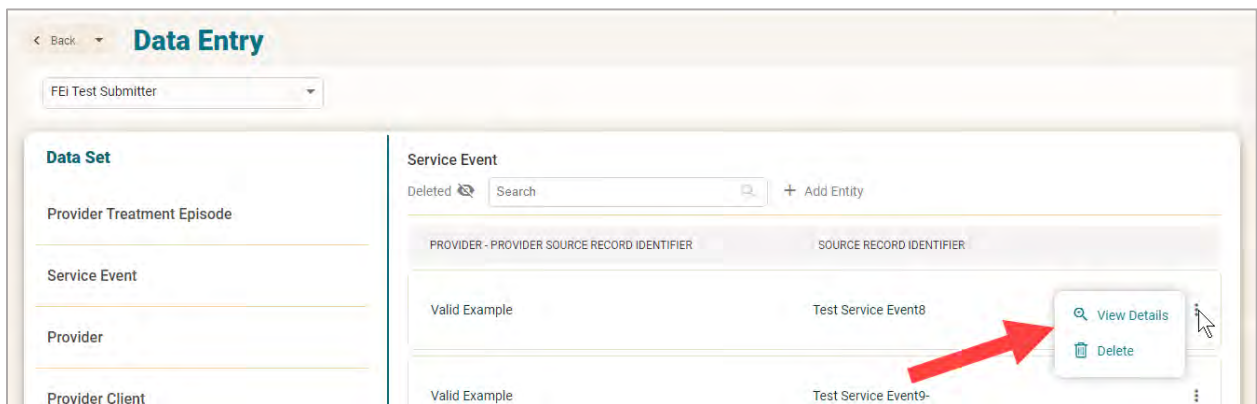 Back
Data Entry
FEi Test Submitter
Data Set
Provider Treatment Episode
Service Event
Provider
Provider Client
Service Event
Deleted
Search
+ Add Entity
PROVIDER - PROVIDER SOURCE RECORD IDENTIFIER
SOURCE RECORD IDENTIFIER
Valid Example
Test Service Event8
View Details
Delete
Valid Example
Test Service Event9-